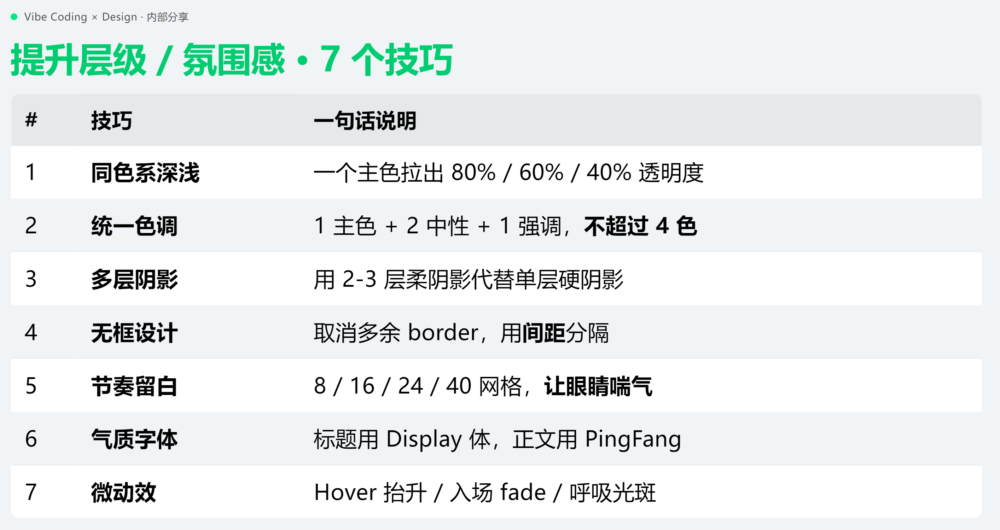 Vibe Coding × Design · 内部分享
提升层级 / 氛围感 • 7 个技巧
# 技巧 一句话说明
1 同色系深浅 一个主色拉出 80% / 60% / 40% 透明度
2 统一色调 1 主色 + 2 中性 + 1 强调，不超过 4 色
3 多层阴影 用 2-3 层柔阴影代替单层硬阴影
4 无框设计 取消多余 border，用间距分隔
5 节奏留白 8 / 16 / 24 / 40 网格，让眼睛喘气
6 气质字体 标题用 Display 体，正文用 PingFang
7 微动效 Hover 抬升 / 入场 fade / 呼吸光斑